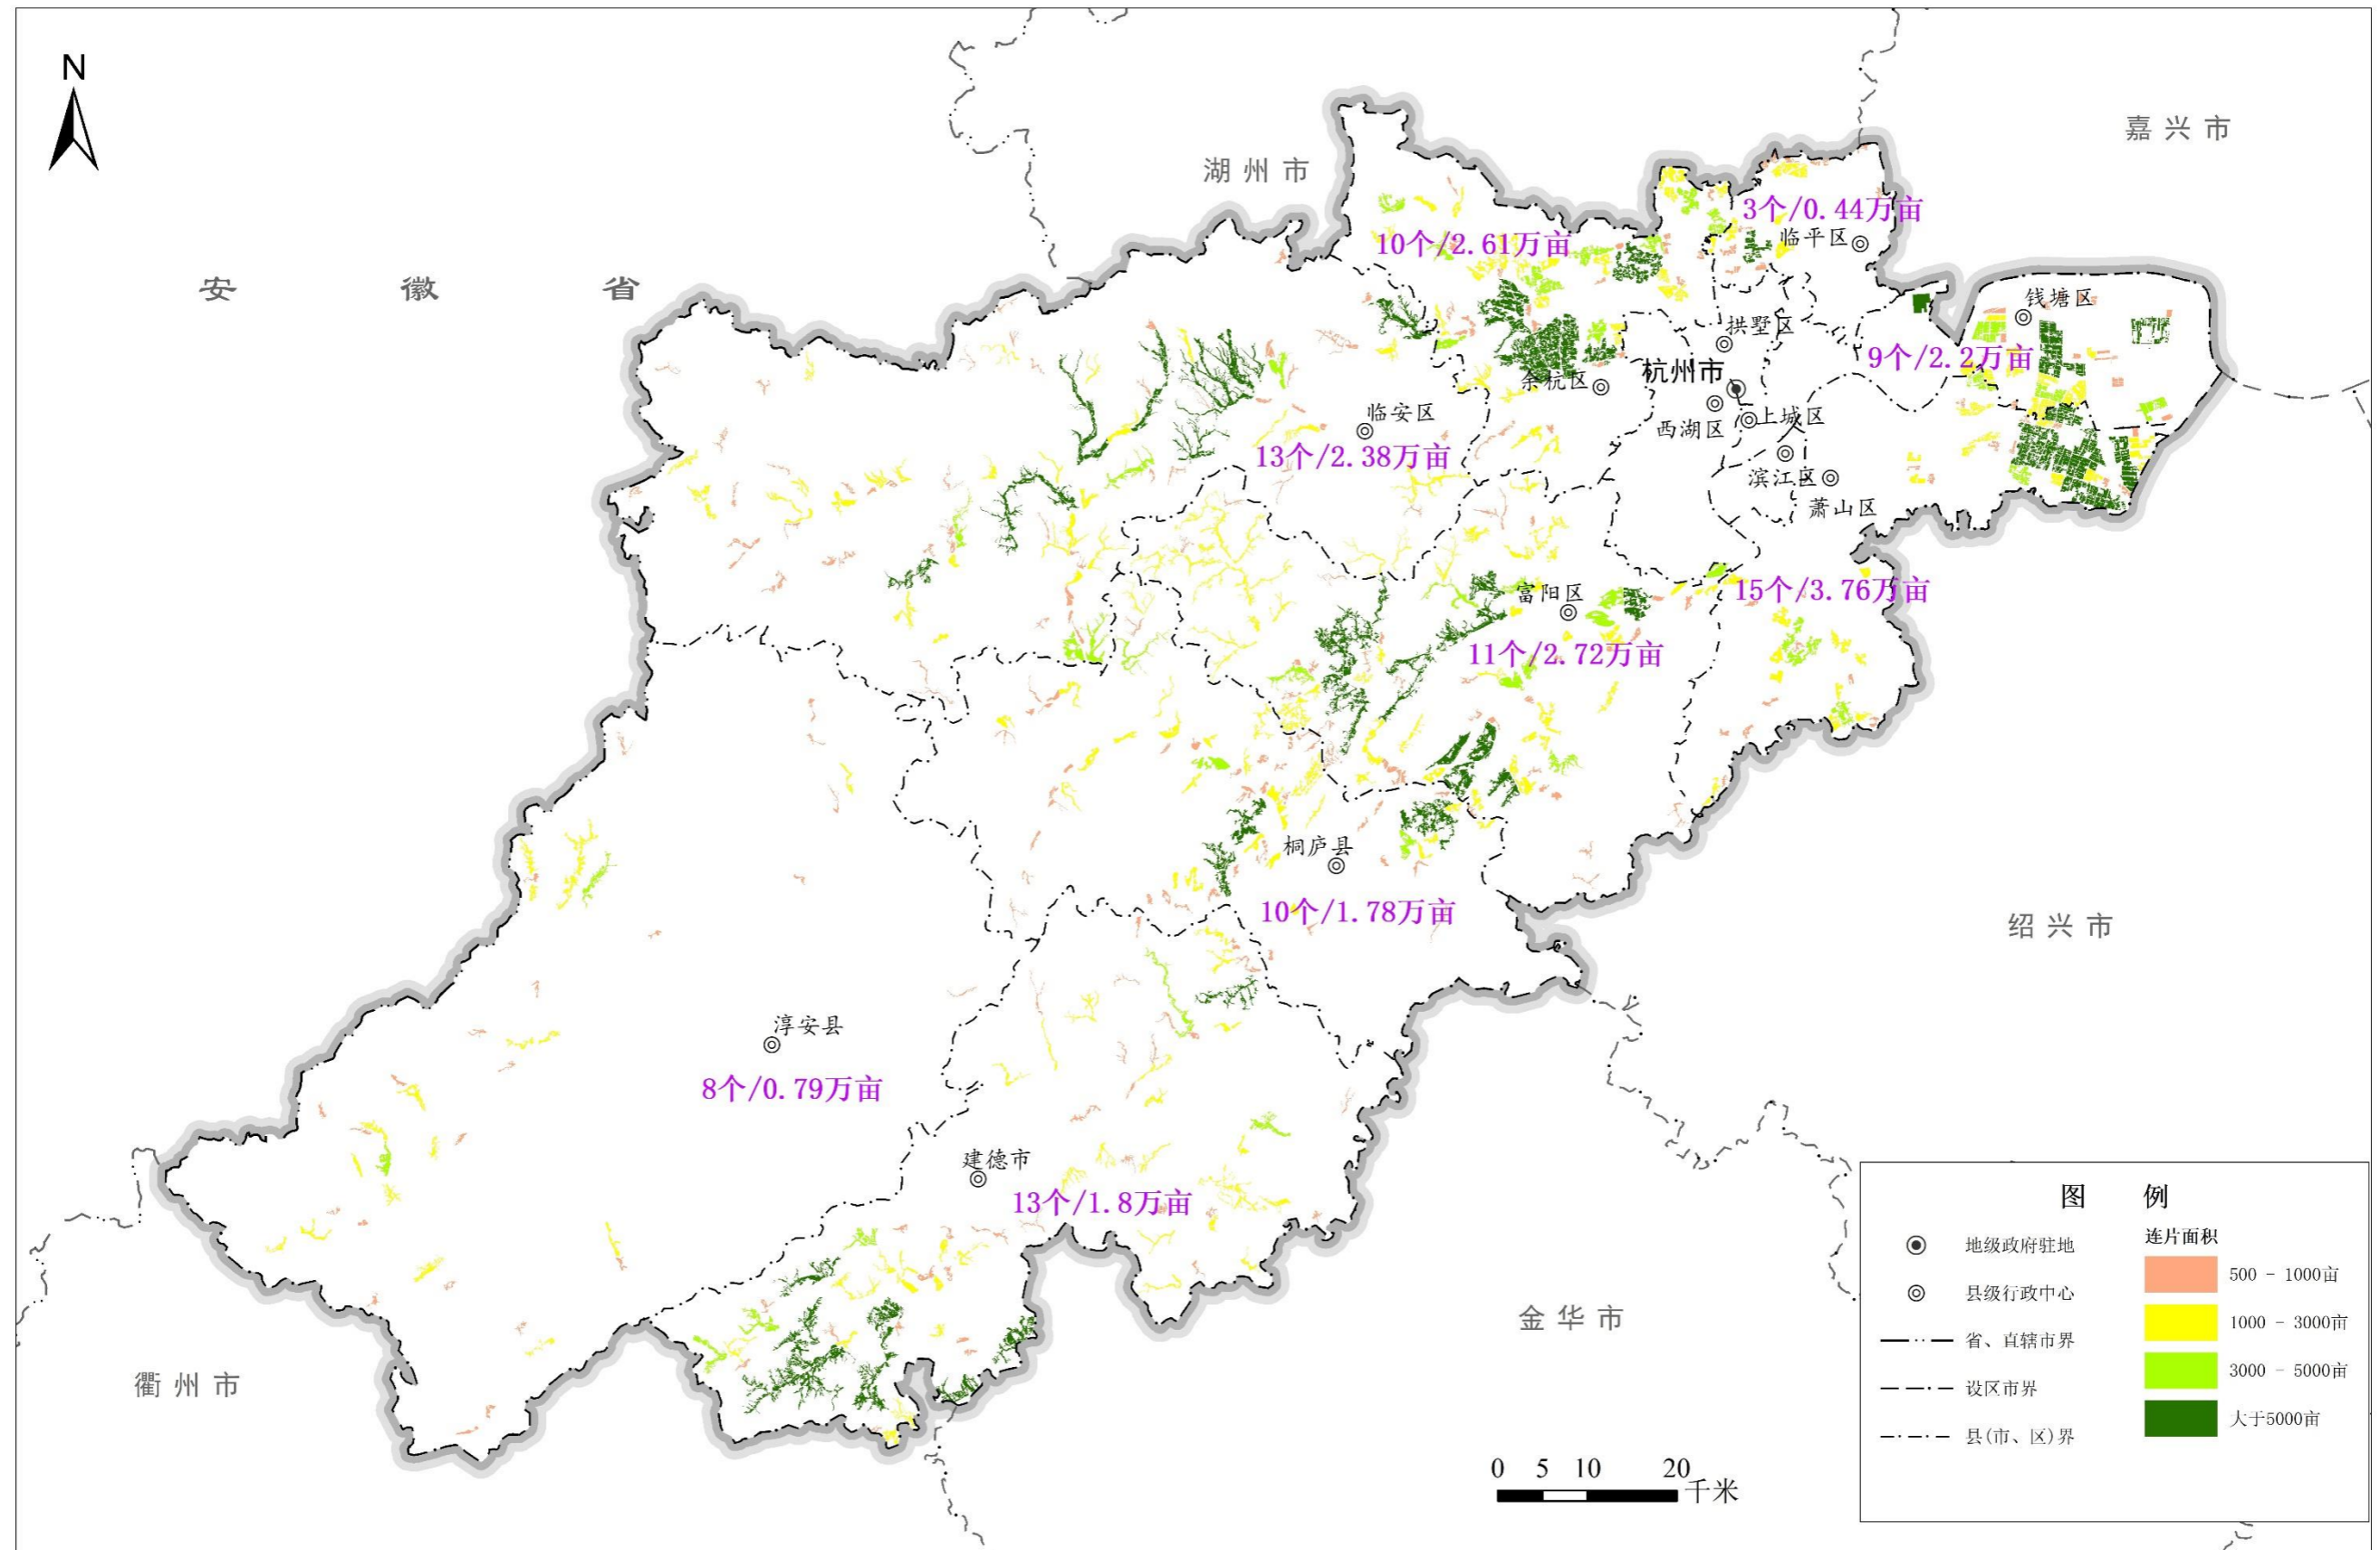 N
嘉兴市
湖州市
3个/0.44万亩
临平区
10个/2.61万亩
安徽省
钱塘区
拱墅区
9个/2.2万亩
杭州市
余杭区
临安区
西湖区
上城区
13个/2.38万亩
滨江区
萧山区
富阳区
15个/3.76万亩
11个/2.72万亩
桐庐县
10个/1.78万亩
绍兴市
淳安县
8个/0.79万亩
建德市
13个/1.8万亩
金华市
衢州市
图例
地级政府驻地
县级行政中心
省、直辖市界
设区市界
县(市、区)界
连片面积
500 - 1000亩
1000 - 3000亩
3000 - 5000亩
大于5000亩
0 5 10 20
千米